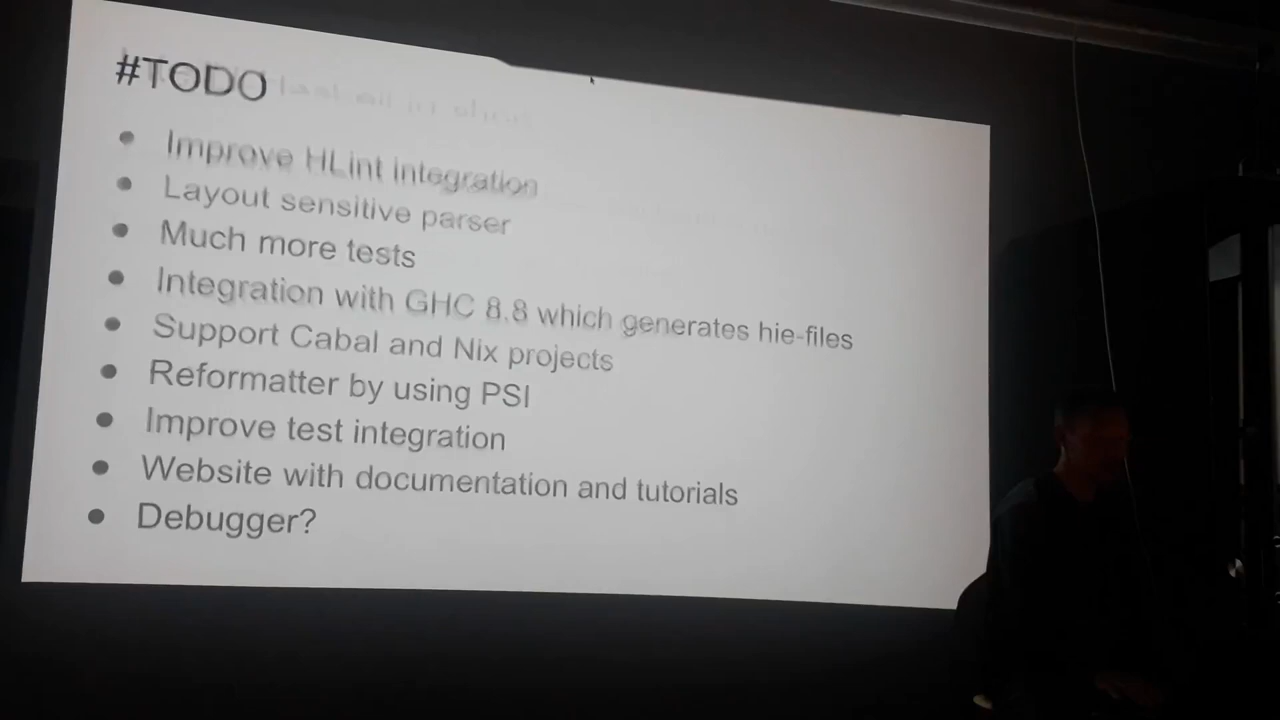 #TODO
Improve HLint integration
Layout sensitive parser
Much more tests
Integration with GHC 8.8 which generates hie-files
Support Cabal and Nix projects
Reformatter by using PSI
Improve test integration
Website with documentation and tutorials
Debugger?